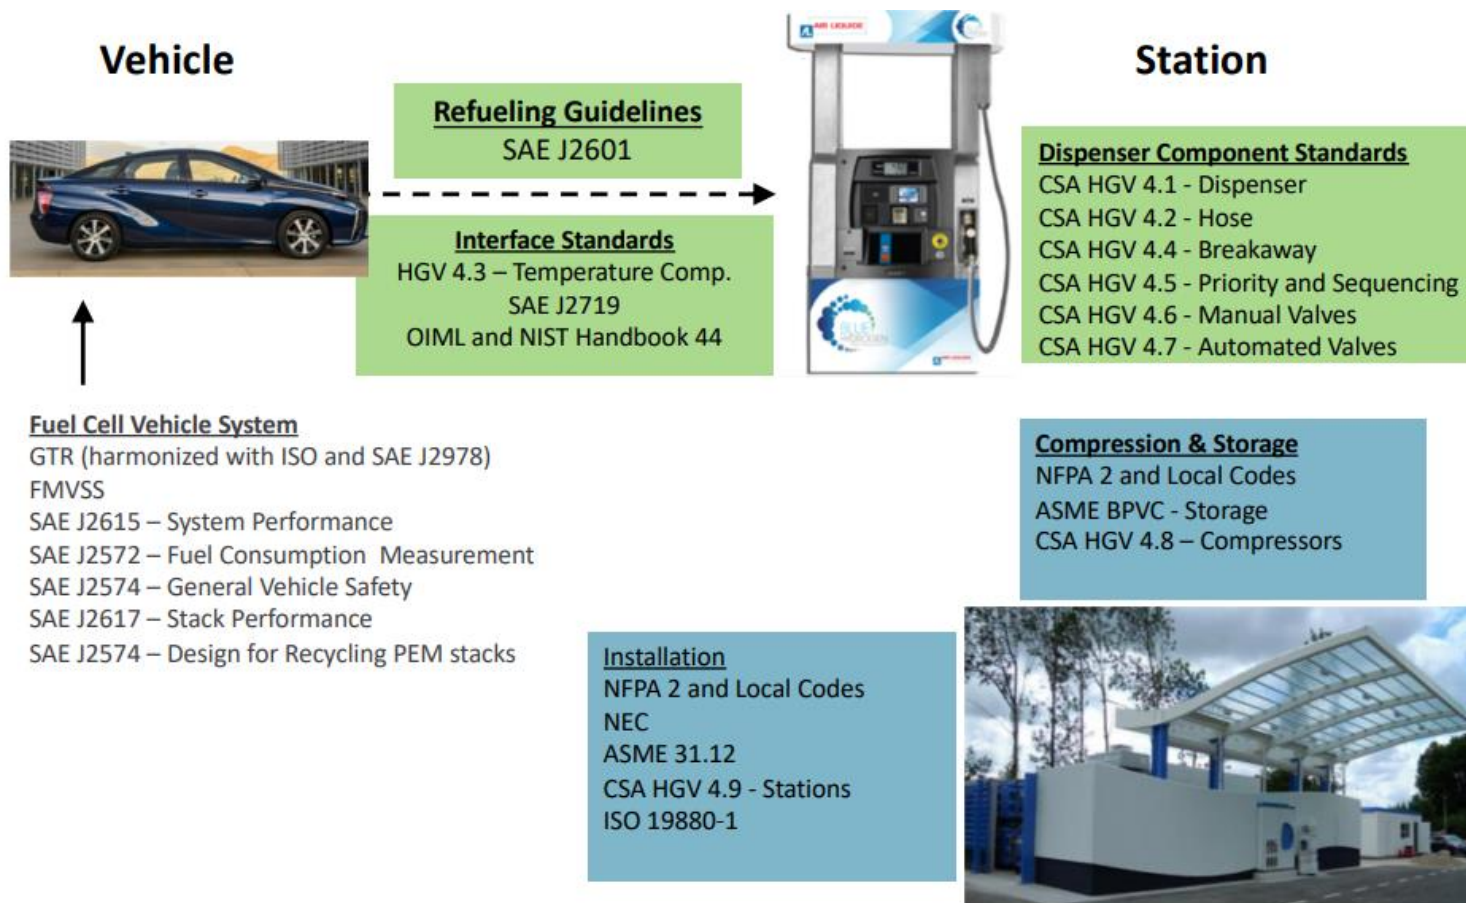 Vehicle
Station
AIR LIQUIDE
Refueling Guidelines
SAE J2601
Interface Standards
HGV 4.3 – Temperature Comp.
SAE J2719
OIML and NIST Handbook 44
BLUE
HYDROGEN
Dispenser Component Standards
CSA HGV 4.1 - Dispenser
CSA HGV 4.2 - Hose
CSA HGV 4.4 - Breakaway
CSA HGV 4.5 - Priority and Sequencing
CSA HGV 4.6 - Manual Valves
CSA HGV 4.7 - Automated Valves
Fuel Cell Vehicle System
GTR (harmonized with ISO and SAE J2978)
FMVSS
SAE J2615 – System Performance
SAE J2572 – Fuel Consumption  Measurement
SAE J2574 – General Vehicle Safety
SAE J2617 – Stack Performance
SAE J2574 – Design for Recycling PEM stacks
Compression & Storage
NFPA 2 and Local Codes
ASME BPVC - Storage
CSA HGV 4.8 – Compressors
Installation
NFPA 2 and Local Codes
NEC
ASME 31.12
CSA HGV 4.9 - Stations
ISO 19880-1